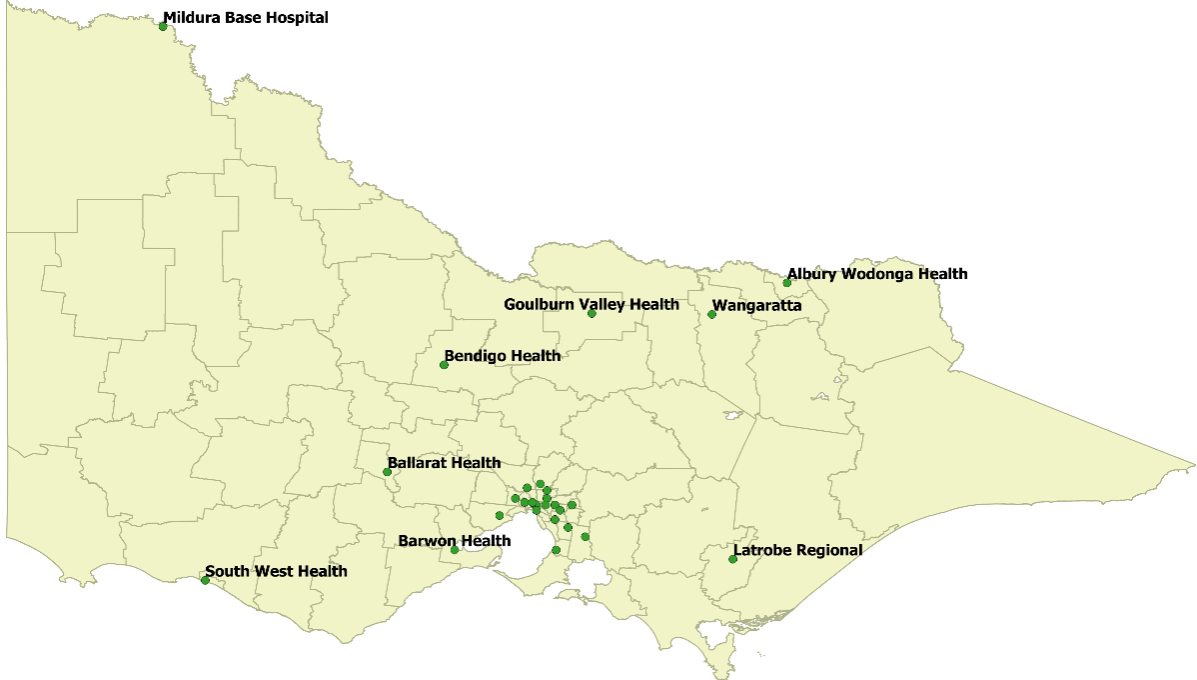 Mildura Base Hospital
Albury Wodonga Health
Goulburn Valley Health
Wangaratta
Bendigo Health
Ballarat Health
Barwon Health
Latrobe Regional
South West Health